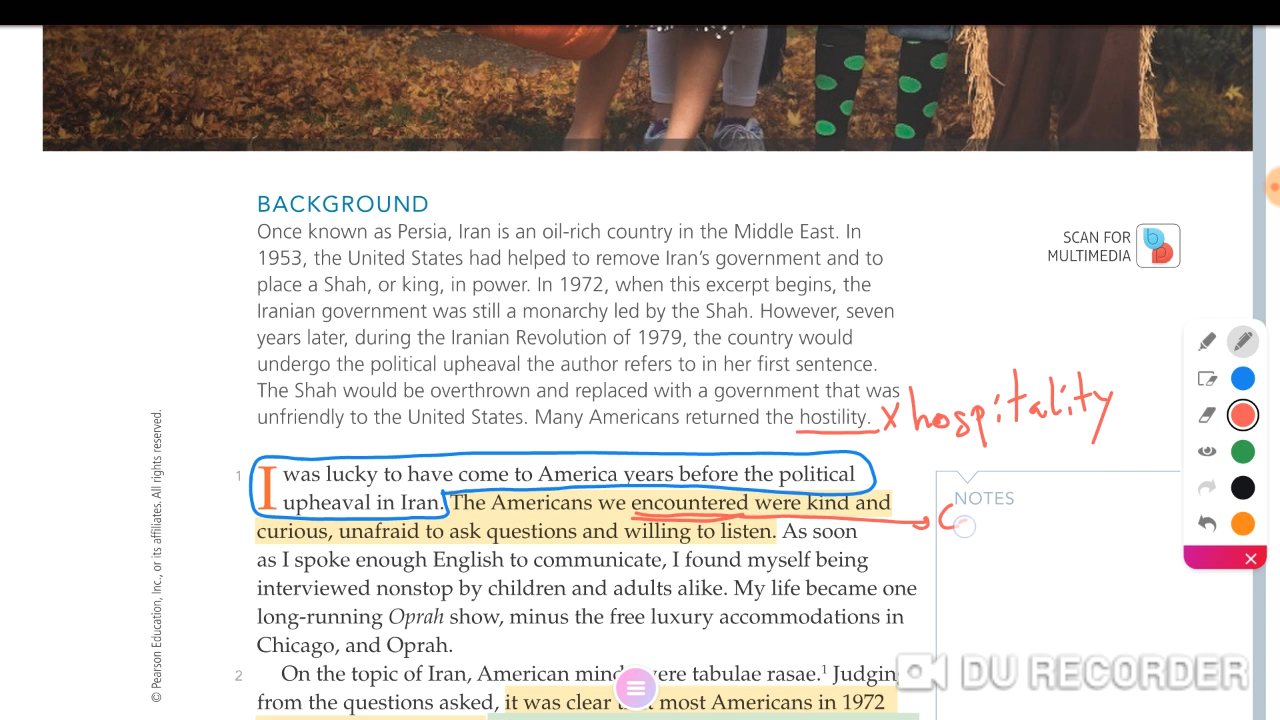 BACKGROUND
Once known as Persia, Iran is an oil-rich country in the Middle East. In
1953, the United States had helped to remove Iran's government and to
place a Shah, or king, in power. In 1972, when this excerpt begins, the
Iranian government was still a monarchy led by the Shah. However, seven
years later, during the Iranian Revolution of 1979, the country would
undergo the political upheaval the author refers to in her first sentence.
The Shah would be overthrown and replaced with a government that was
unfriendly to the United States. Many Americans returned the hostility. x hospitality
SCAN FOR
MULTIMEDIA
bp
1 I was lucky to have come to America years before the political
upheaval in Iran. The Americans we encountered were kind and
curious, unafraid to ask questions and willing to listen. As soon
as I spoke enough English to communicate, I found myself being
interviewed nonstop by children and adults alike. My life became one
long-running Oprah show, minus the free luxury accommodations in
Chicago, and Oprah.
2 On the topic of Iran, American minds were tabulae rasae.¹ Judging
from the questions asked, it was clear that most Americans in 1972
NOTES
C
© Pearson Education, Inc., or its affiliates. All rights reserved.
DU RECORDER